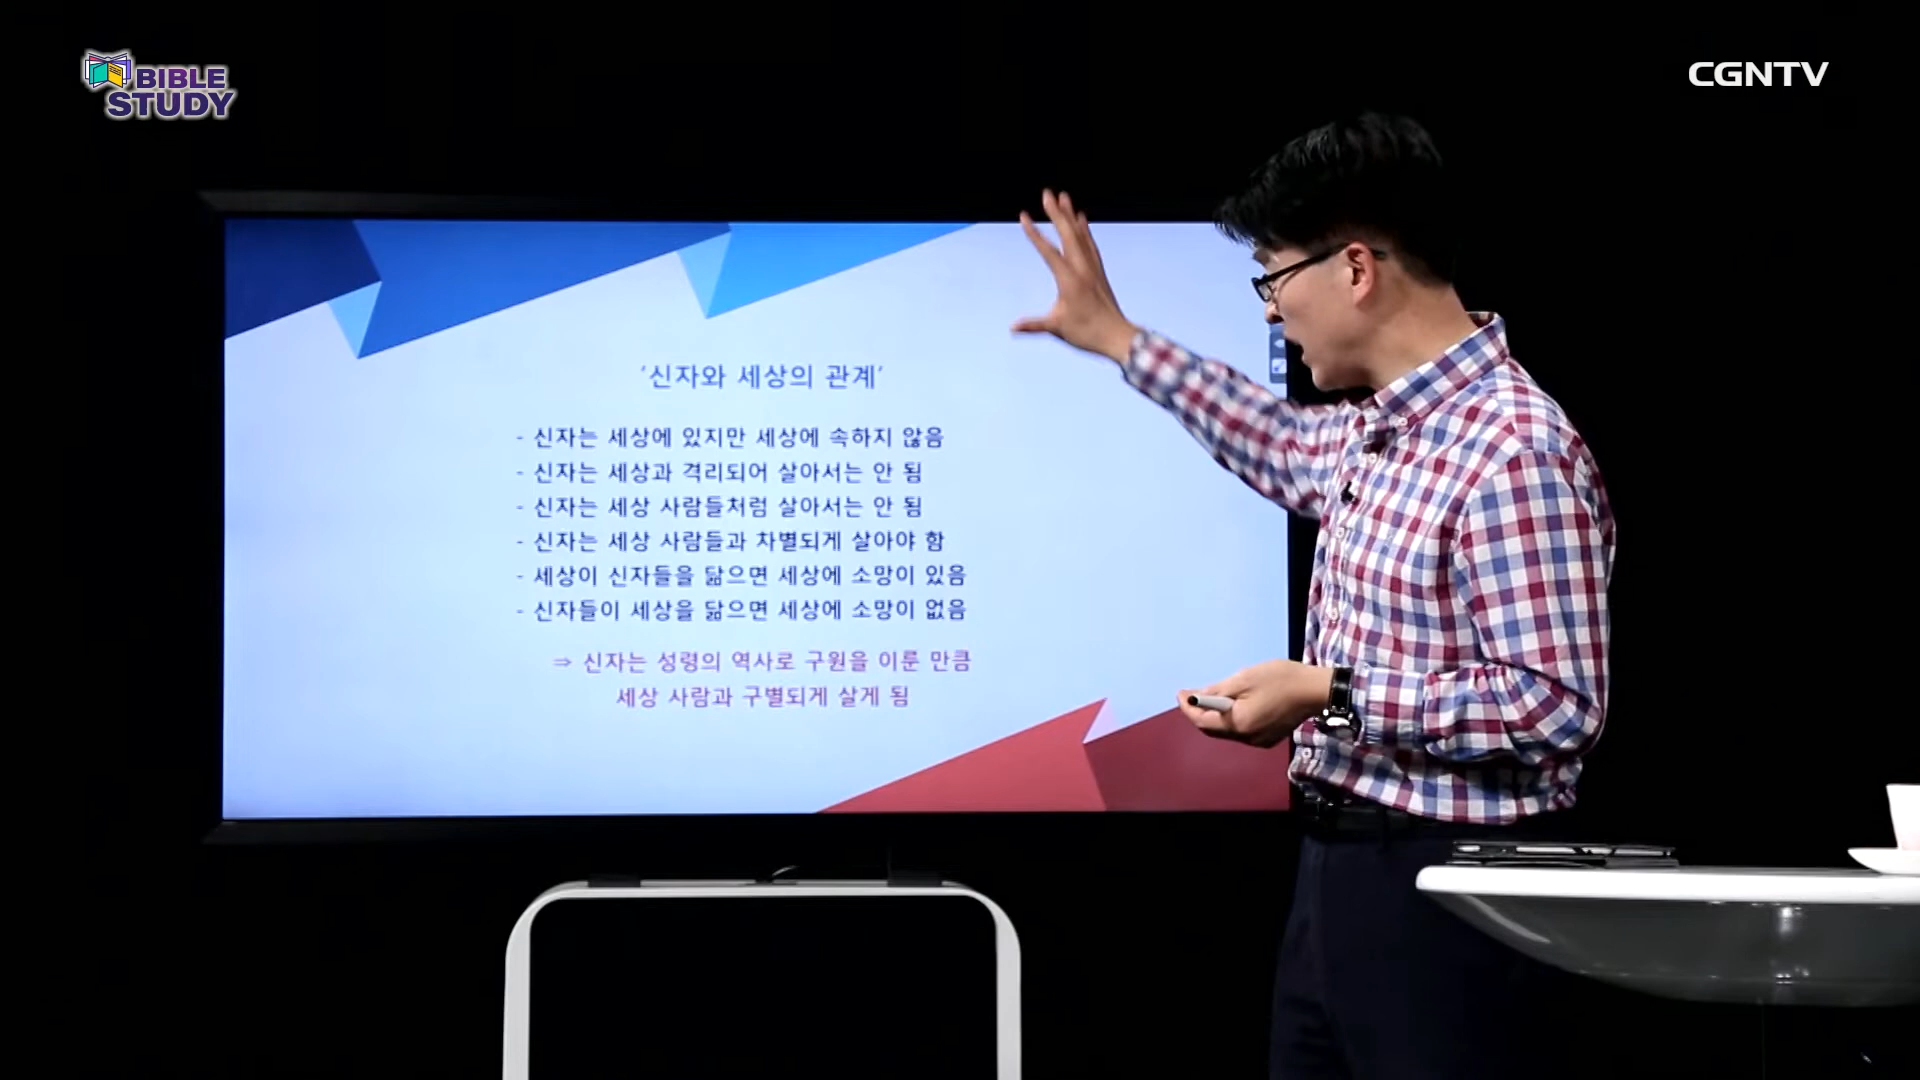 BIBLE
STUDY
CGNTV
‘신자와 세상의 관계’
- 신자는 세상에 있지만 세상에 속하지 않음
- 신자는 세상과 격리되어 살아서는 안 됨
- 신자는 세상 사람들처럼 살아서는 안 됨
- 신자는 세상 사람들과 차별되게 살아야 함
- 세상이 신자들을 닮으면 세상에 소망이 있음
- 신자들이 세상을 닮으면 세상에 소망이 없음
⇒ 신자는 성령의 역사로 구원을 이룬 만큼
세상 사람과 구별되게 살게 됨